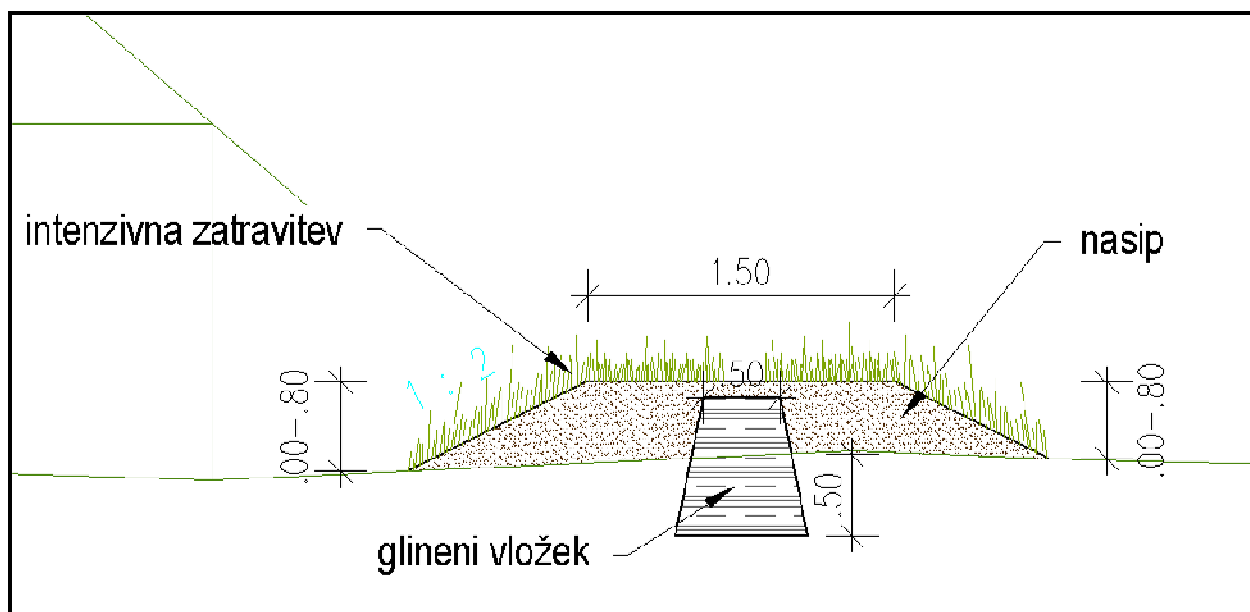 intenzivna zatravitev
nasip
1.50
.50
1 : 2
.00-.80
.00-.80
.50
glineni vložek